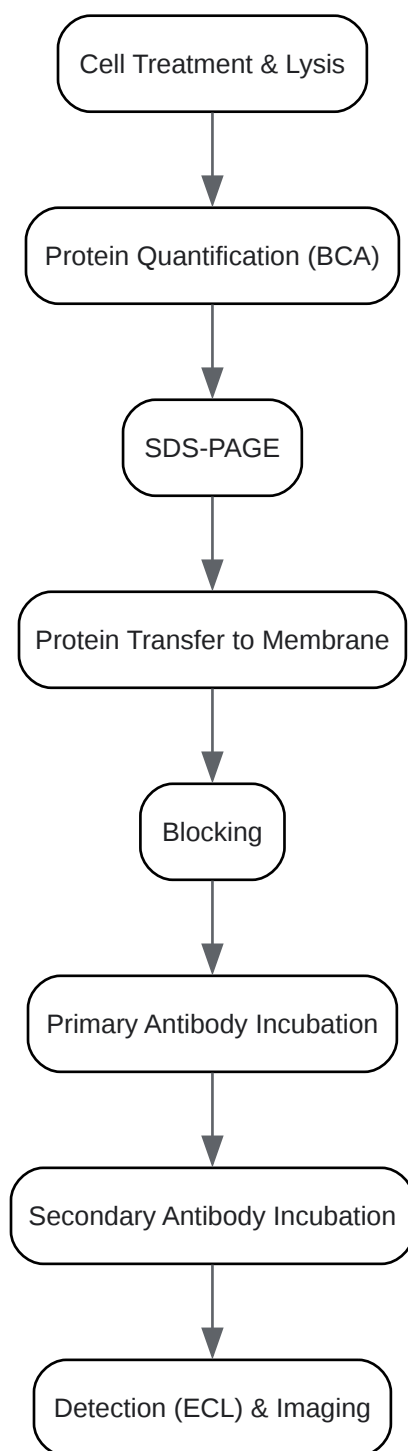 Cell Treatment & Lysis
Protein Quantification (BCA)
SDS-PAGE
Protein Transfer to Membrane
Blocking
Primary Antibody Incubation
Secondary Antibody Incubation
Detection (ECL) & Imaging